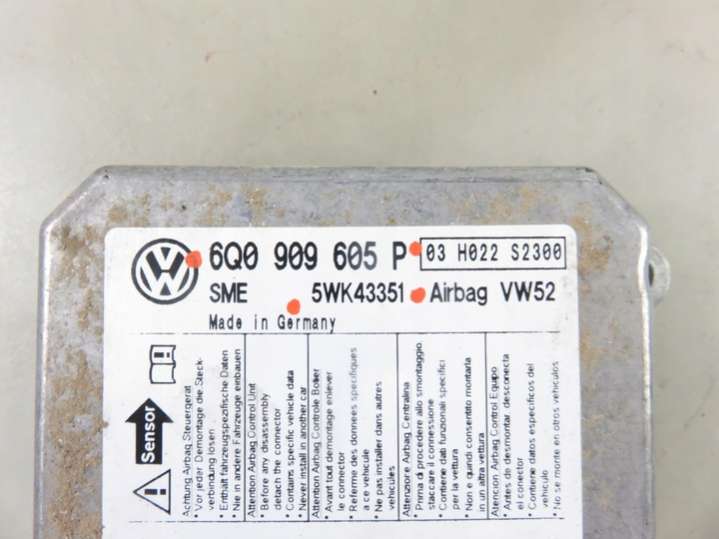 6Q0 909 605 P 03 H022 S2300
SME 5WK43351 Airbag VW52
Made in Germany
Sensor
Achtung Airbag Steuergerat
• Vor jeder Demontage die Steck-
verbindung lösen
• Enthält fahrzeugspezifische Daten
• Nie in andere Fahrzeuge einbauen
Attention Airbag Control Unit
• Before any disassembly
detach the connector
• Contains specific vehicle data
• Never install in another car
Attention Airbag Controle Boîtier
• Avant tout demontage enlever
le connector
• Referme des données spécifiques
a ce véhicule
• Ne pas installer dans autres
véhicules
Attenzione Airbag Centralina
• Prima di procedere allo smontaggio,
staccare il connessione
• Contiene dati funzionali specifici
per la vettura
• Non e quindi consentito montarla
in un altra vettura
Atencion Airbag Control Equipo
• Antes de desmontar, desconecta
el conector
• Contiene datos especificos del
vehiculo
• No se monte en otros vehiculos